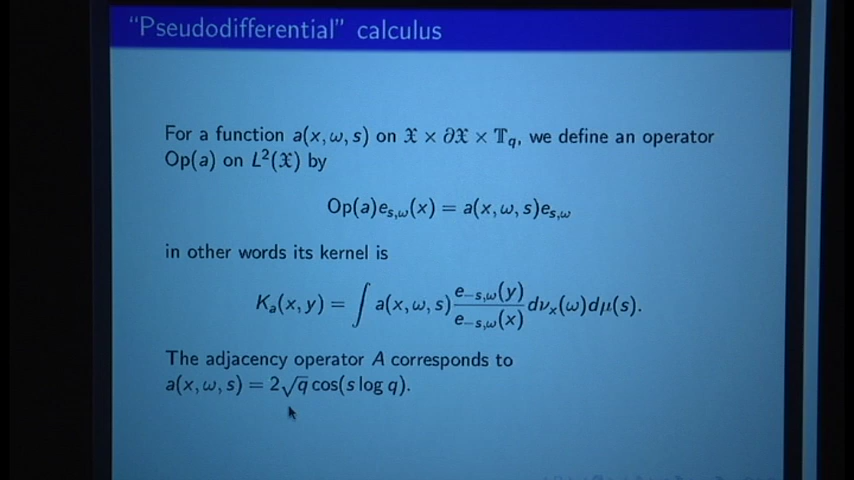 “Pseudodifferential” calculus
For a function a(x, ω, s) on 𝔛 × ∂𝔛 × 𝕋_q, we define an operator
Op(a) on L²(𝔛) by
Op(a)e_{s,ω}(x) = a(x, ω, s)e_{s,ω}
in other words its kernel is
K_a(x, y) = ∫ a(x, ω, s) e_{−s,ω}(y) / e_{−s,ω}(x) dν_x(ω)dμ(s).
The adjacency operator A corresponds to
a(x, ω, s) = 2√q cos(s log q).